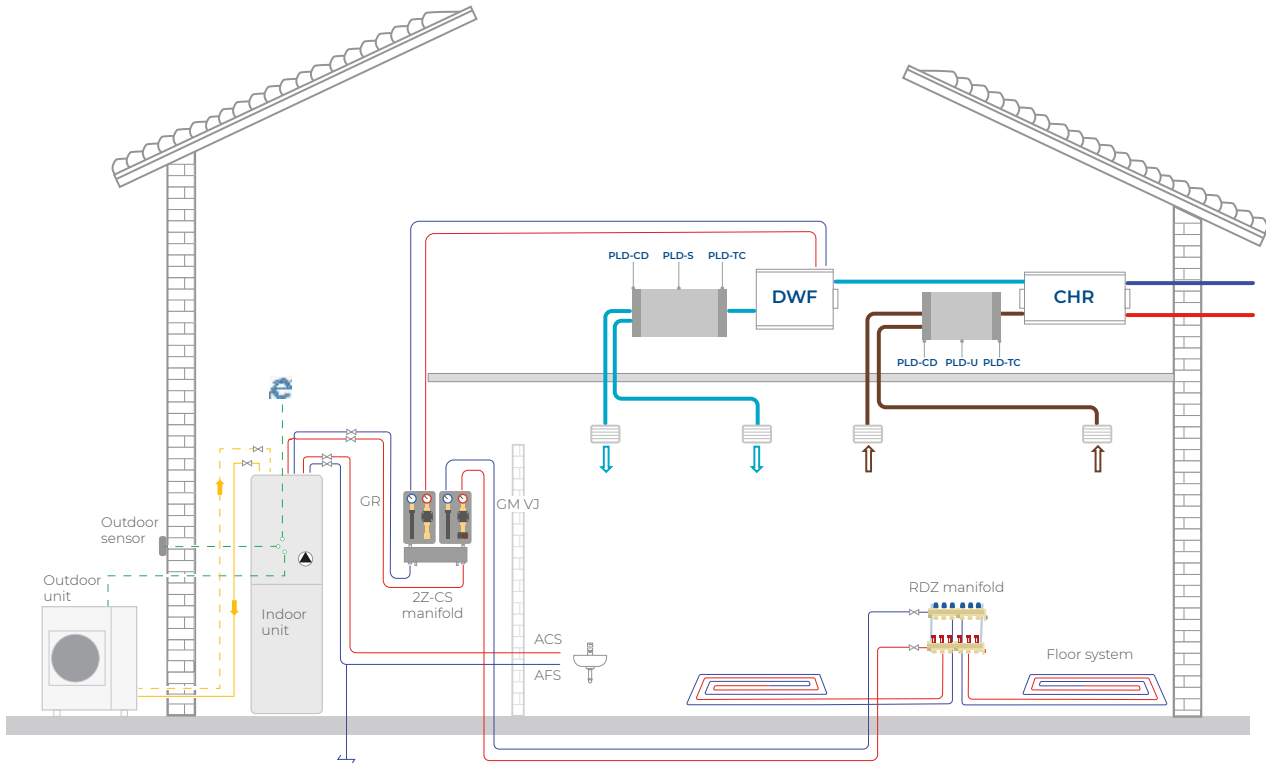 PLD-CD PLD-S PLD-TC
DWF
CHR
PLD-CD PLD-U PLD-TC
GR
GM VJ
Outdoor
sensor
Outdoor
unit
Indoor
unit
2Z-CS
manifold
RDZ manifold
ACS
AFS
Floor system